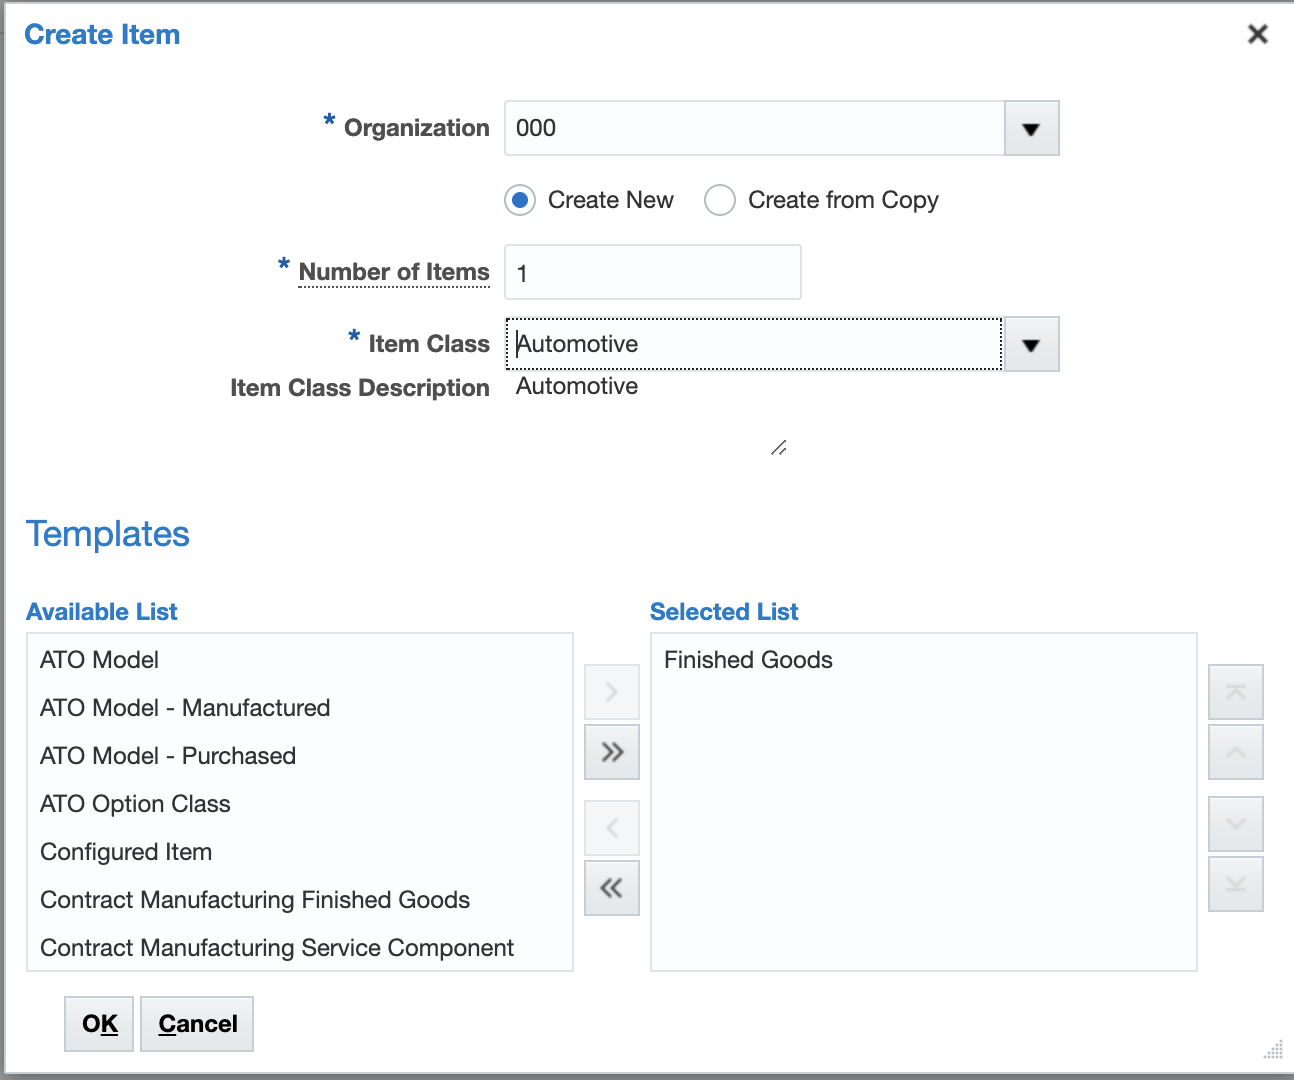 Create Item
* Organization 000
Create New Create from Copy
* Number of Items 1
* Item Class Automotive
Item Class Description Automotive
Templates
Available List Selected List
ATO Model Finished Goods
ATO Model - Manufactured
ATO Model - Purchased
ATO Option Class
Configured Item
Contract Manufacturing Finished Goods
Contract Manufacturing Service Component
OK Cancel